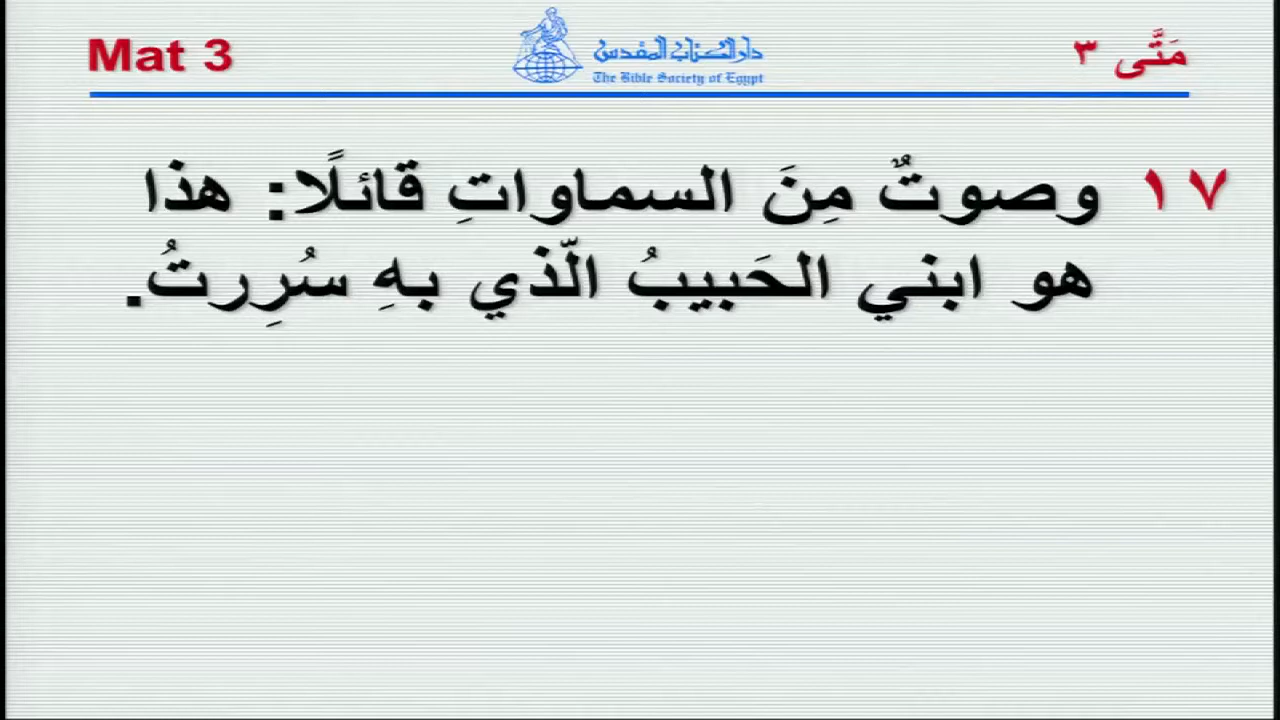 Mat 3
دار الكتاب المقدس
The Bible Society of Egypt
مَتَّى ٣
١٧ وصوتٌ مِنَ السماواتِ قائلًا: هذا
هو ابني الحَبيبُ الّذي بهِ سُرِرتُ.